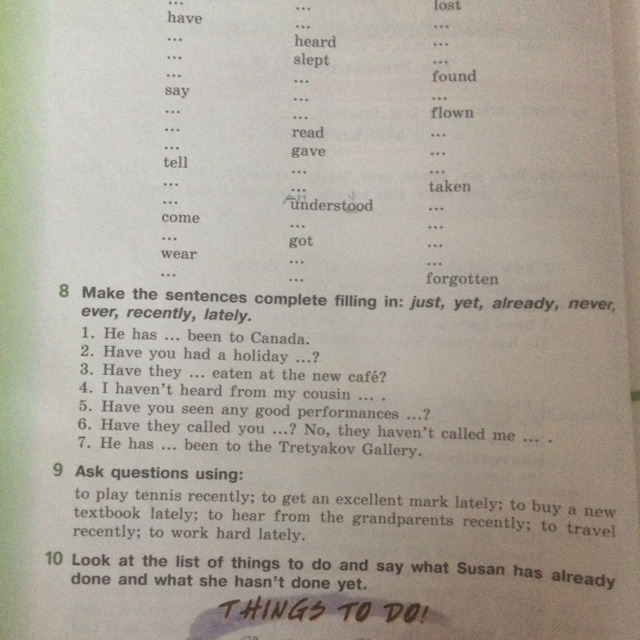 ... ... lost
have ... ...
... heard ...
... slept ...
... ... found
say ... ...
... ... flown
... read ...
... gave ...
tell ... ...
... ... taken
... understood ...
come ... ...
... got ...
wear ... ...
... ... forgotten
8 Make the sentences complete filling in: just, yet, already, never,
ever, recently, lately.
1. He has ... been to Canada.
2. Have you had a holiday ...?
3. Have they ... eaten at the new café?
4. I haven't heard from my cousin ... .
5. Have you seen any good performances ...?
6. Have they called you ...? No, they haven't called me ... .
7. He has ... been to the Tretyakov Gallery.
9 Ask questions using:
to play tennis recently; to get an excellent mark lately; to buy a new
textbook lately; to hear from the grandparents recently; to travel
recently; to work hard lately.
10 Look at the list of things to do and say what Susan has already
done and what she hasn't done yet.
THINGS TO DO!